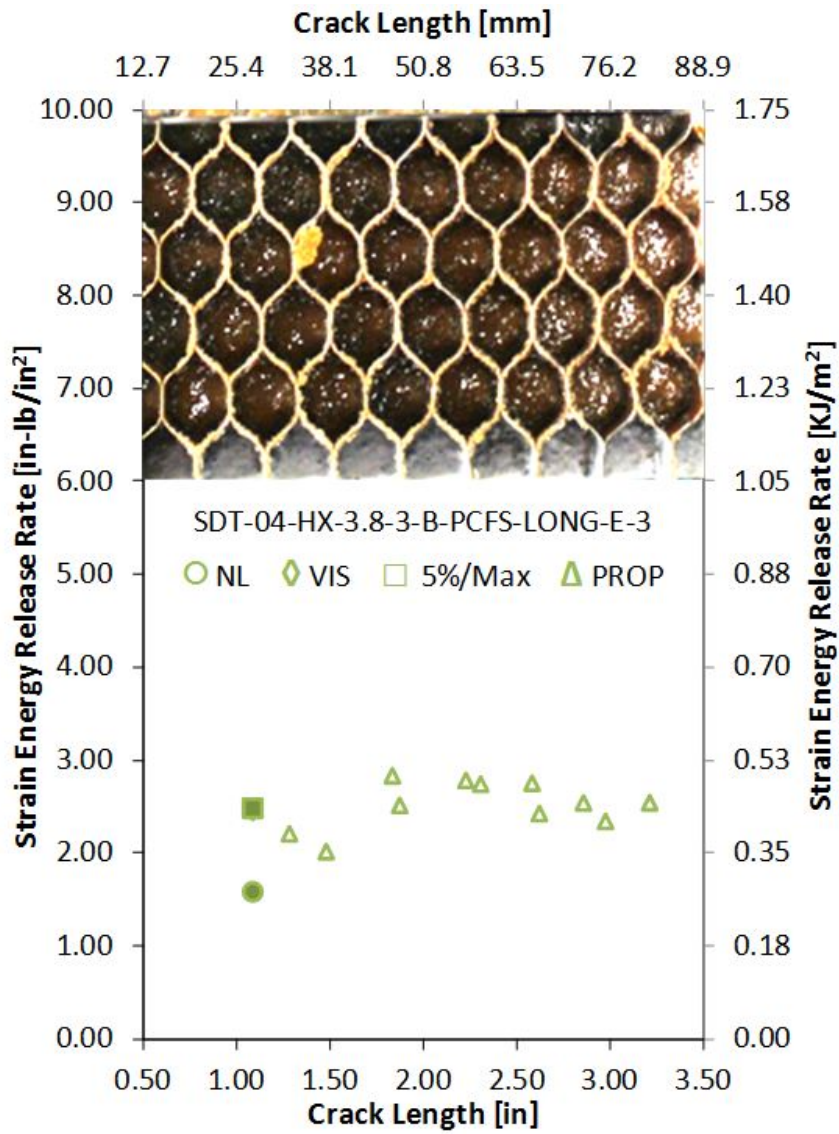 Crack Length [mm]
12.7 25.4 38.1 50.8 63.5 76.2 88.9
Strain Energy Release Rate [in-lb/in²]
10.00
9.00
8.00
7.00
6.00
5.00
4.00
3.00
2.00
1.00
0.00
SDT-04-HX-3.8-3-B-PCFS-LONG-E-3
NL VIS 5%/Max PROP
1.75
1.58
1.40
1.23
1.05
0.88
0.70
0.53
0.35
0.18
0.00
Strain Energy Release Rate [KJ/m²]
0.50 1.00 1.50 2.00 2.50 3.00 3.50
Crack Length [in]